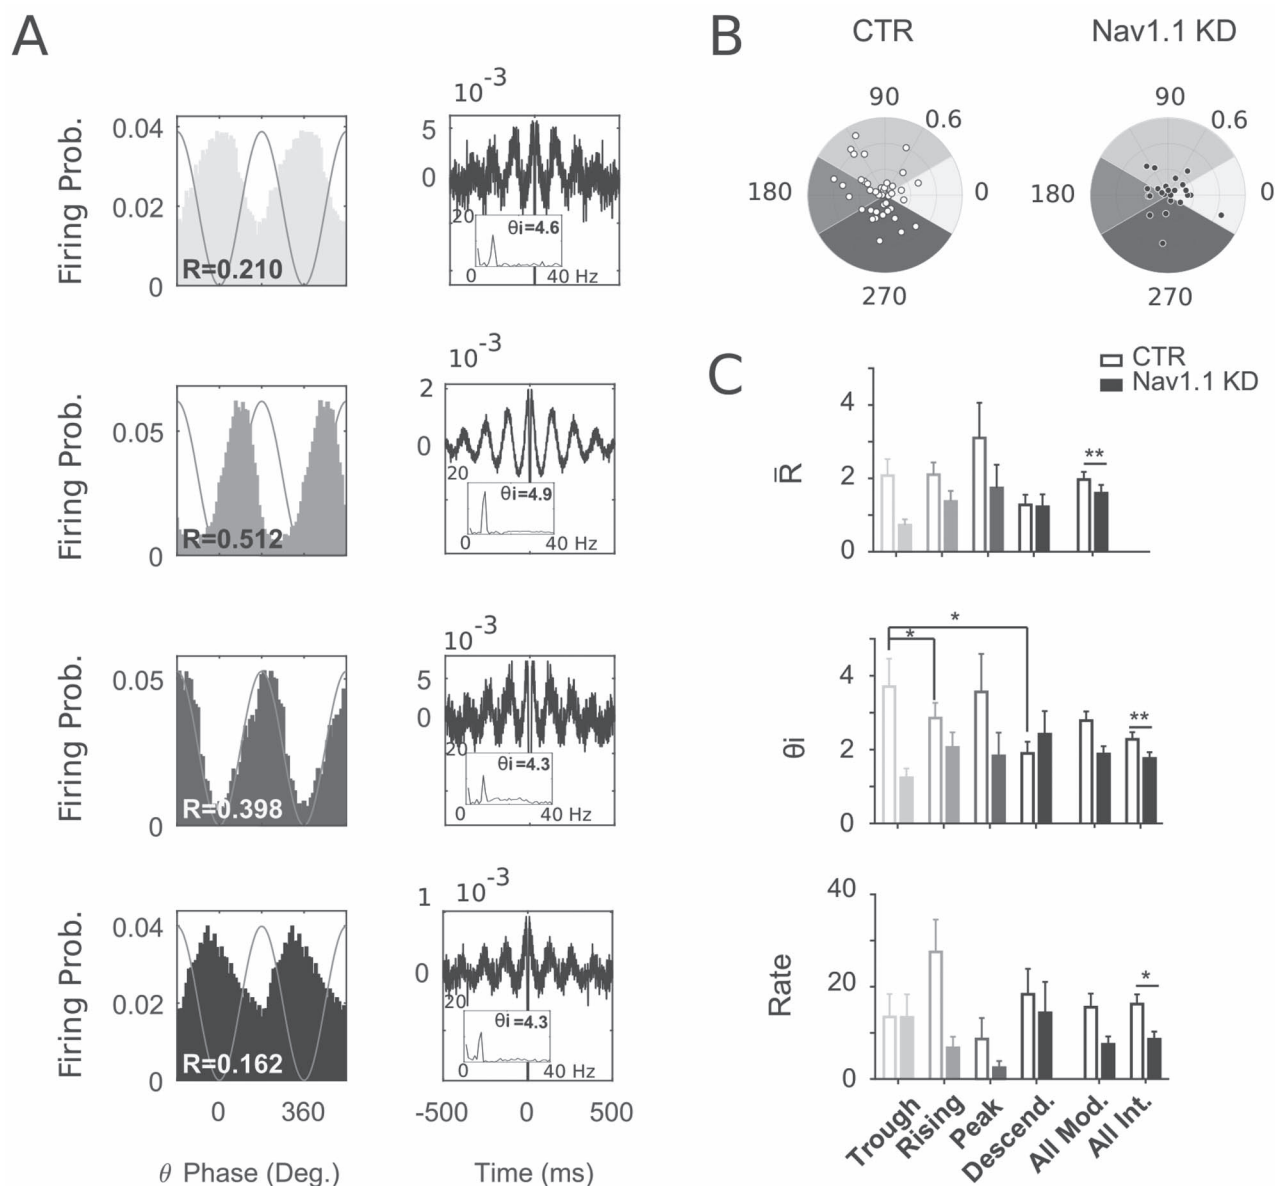 A
Firing Prob.
0.04
0.02
0
R=0.210
10-3
5
0
20
θi=4.6
0
40 Hz
Firing Prob.
0.05
0
R=0.512
10-3
2
0
20
θi=4.9
0
40 Hz
Firing Prob.
0.05
0
R=0.398
10-3
5
0
20
θi=4.3
0
40 Hz
Firing Prob.
0.04
0.02
0
R=0.162
0
360
θ Phase (Deg.)
1
10-3
0
20
θi=4.3
0
40 Hz
-500
0
500
Time (ms)
B
CTR
Nav1.1 KD
90
0.6
180
0
270
90
0.6
180
0
270
C
CTR
Nav1.1 KD
R̅
4
2
0
**
θi
4
2
0
*
*
**
Rate
40
20
0
*
Trough
Rising
Peak
Descend.
All Mod.
All Int.